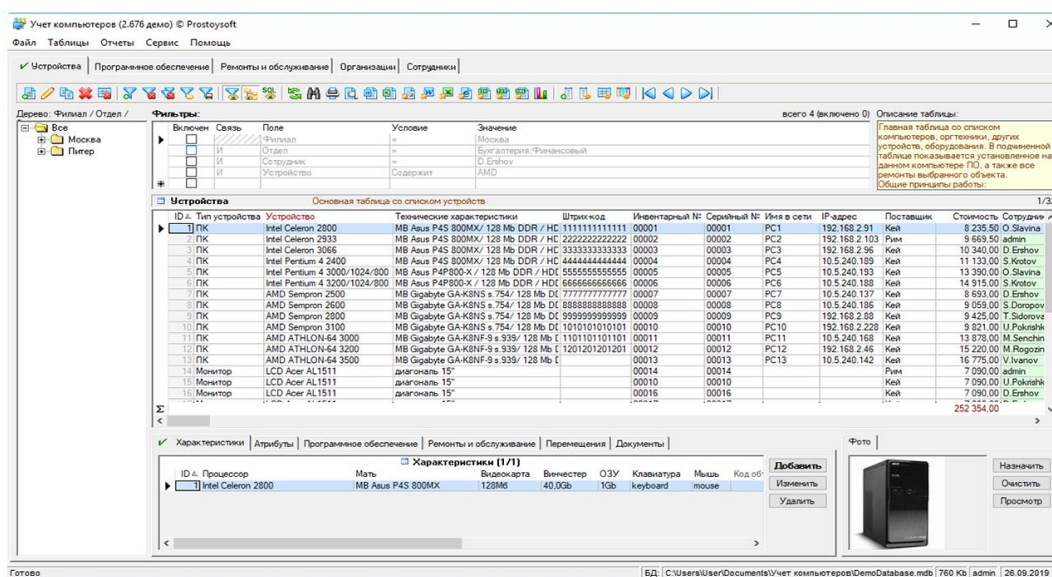 Учет компьютеров (2.676 демо) © Prostoysoft
Файл Таблицы Отчеты Сервис Помощь
Устройства Программное обеспечение Ремонты и обслуживание Организации Сотрудники
SQL
Дерево: Филиал / Отдел / Фильтры: всего 4 (включено 0) Описание таблицы:
Все
Москва
Питер
Включен Связь Поле Условие Значение
Филиал = Москва
И Отдел = Бухгалтерия;Финансовый
И Сотрудник = D.Ershov
И Устройство Содержит AMD
Главная таблица со списком
компьютеров, оргтехники, других
устройств, оборудования. В подчиненной
таблице показывается установленное на
данном компьютере ПО, а также все
ремонты выбранного объекта.
Общие принципы работы:
Устройства Основная таблица со списком устройств 1/32
ID Тип устройства Устройство Технические характеристики Штрих-код Инвентарный № Серийный № Имя в сети IP-адрес Поставщик Стоимость Сотрудник
1 ПК Intel Celeron 2800 MB Asus P4S 800MX/ 128 Mb DDR / HD 1111111111111 00001 00001 PC1 192.168.2.91 Кей 8 235,50 O.Slavina
2 ПК Intel Celeron 2933 MB Asus P4S 800MX/ 128 Mb DDR / HD 2222222222222 00002 00002 PC2 192.168.2.103 Рим 9 669,50 admin
3 ПК Intel Celeron 3066 MB Asus P4S 800MX/ 128 Mb DDR / HD 3333333333333 00003 00003 PC3 192.168.2.96 Кей 10 340,00 D.Ershov
4 ПК Intel Pentium 4 2400 MB Asus P4S 800MX/ 128 Mb DDR / HD 4444444444444 00004 00004 PC4 10.5.240.189 Кей 11 133,00 S.Krotov
5 ПК Intel Pentium 4 3000/1024/800 MB Asus P4P800-X / 128 Mb DDR / HDD 5555555555555 00005 00005 PC5 10.5.240.193 Кей 13 390,00 O.Slavina
6 ПК Intel Pentium 4 3200/1024/800 MB Asus P4P800-X / 128 Mb DDR / HDD 6666666666666 00006 00006 PC6 10.5.240.188 Кей 14 915,00 S.Krotov
7 ПК AMD Sempron 2500 MB Gigabyte GA-K8NS s.754/ 128 Mb DD 7777777777777 00007 00007 PC7 10.5.240.137 Кей 8 693,00 D.Ershov
8 ПК AMD Sempron 2600 MB Gigabyte GA-K8NS s.754/ 128 Mb DD 8888888888888 00008 00008 PC8 10.5.240.186 Кей 9 059,00 S.Doropov
9 ПК AMD Sempron 2800 MB Gigabyte GA-K8NS s.754/ 128 Mb DD 9999999999999 00009 00009 PC9 192.168.2.88 Кей 9 425,00 T.Sidorova
10 ПК AMD Sempron 3100 MB Gigabyte GA-K8NS s.754/ 128 Mb DD 1010101010101 00010 00010 PC10 192.168.2.228 Кей 9 821,00 U.Pokrishk
11 ПК AMD ATHLON-64 3000 MB Gigabyte GA-K8NF-9 s.939/ 128 Mb D 1101101101101 00011 00011 PC11 10.5.240.168 Кей 13 878,00 M.Senchin
12 ПК AMD ATHLON-64 3200 MB Gigabyte GA-K8NF-9 s.939/ 128 Mb D 1201201201201 00012 00012 PC12 192.168.2.46 Кей 15 220,00 M.Rogozin
13 ПК AMD ATHLON-64 3500 MB Gigabyte GA-K8NF-9 s.939/ 128 Mb D 00013 00013 PC13 10.5.240.142 Кей 16 775,00 V.Ivanov
14 Монитор LCD Acer AL1511 диагональ 15" 00014 00014 Рим 7 090,00 admin
15 Монитор LCD Acer AL1511 диагональ 15" 00010 00010 Кей 7 090,00 U.Pokrishk
16 Монитор LCD Acer AL1511 диагональ 15" 00016 00016 Кей 7 090,00 D.Ershov
Σ 252 354,00
Характеристики Атрибуты Программное обеспечение Ремонты и обслуживание Перемещения Документы Фото
Характеристики (1/1)
ID Процессор Мать Видеокарта Винчестер ОЗУ Клавиатура Мышь Код об
1 Intel Celeron 2800 MB Asus P4S 800MX 128Мб 40,0Gb 1Gb keyboard mouse
Добавить
Изменить
Удалить
Назначить
Очистить
Просмотр
Готово БД: C:\Users\User\Documents\Учет компьютеров\DemoDatabase.mdb 760 Kb admin 26.09.2019